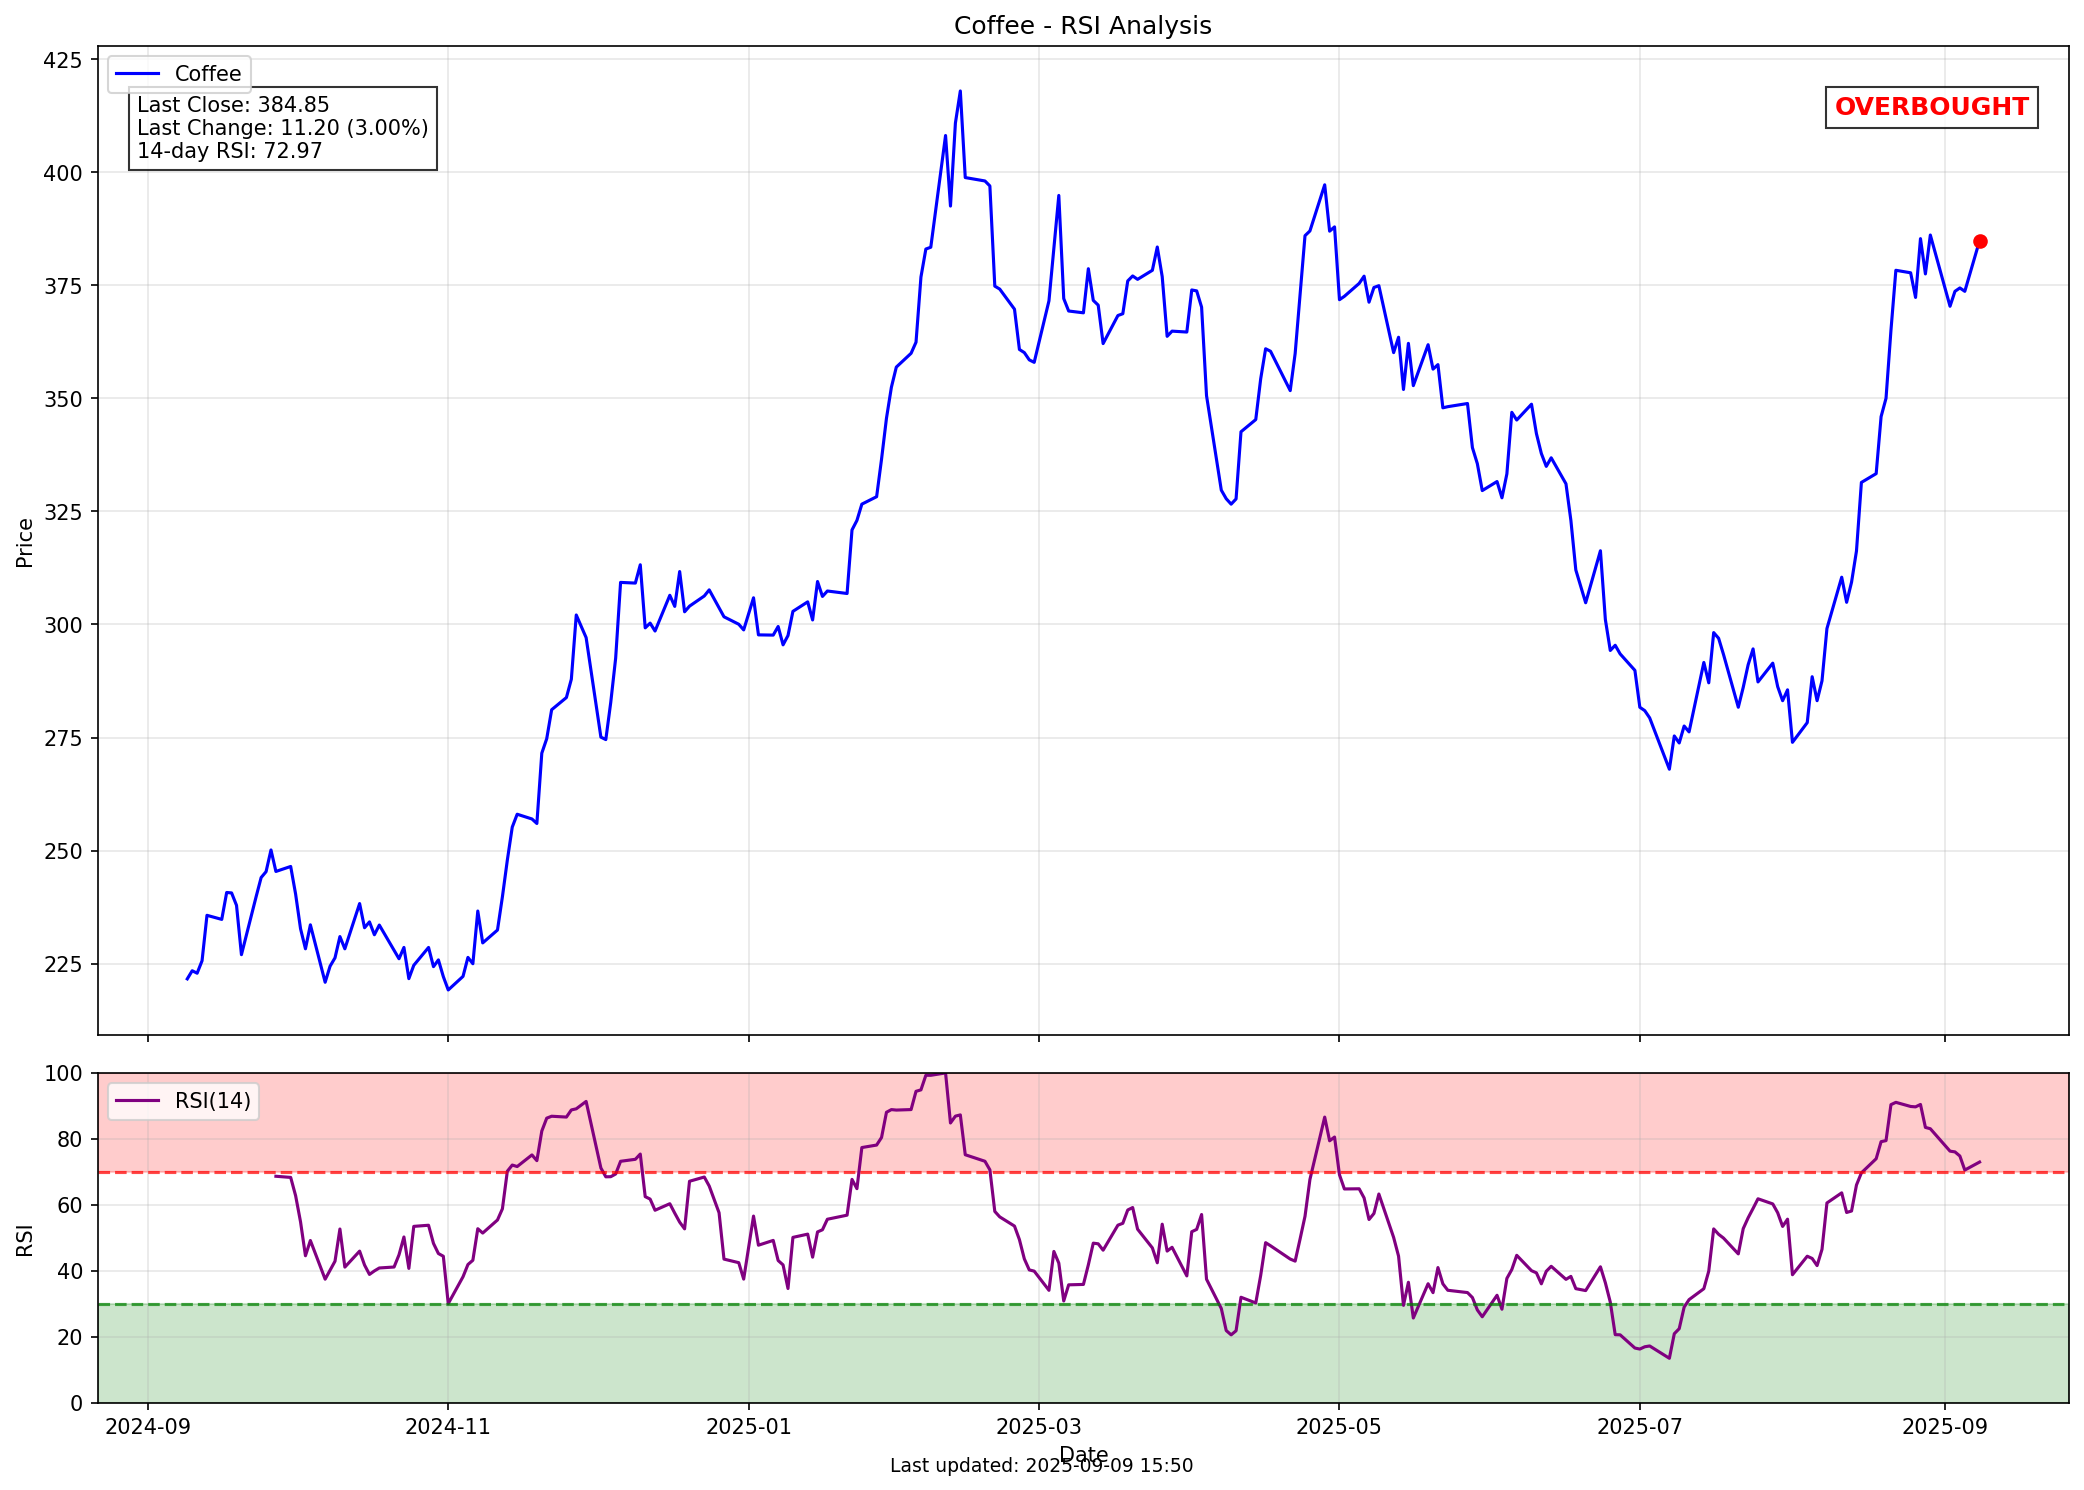 Coffee - RSI Analysis
425
400
375
350
325
300
275
250
225
Price
Coffee
Last Close: 384.85
Last Change: 11.20 (3.00%)
14-day RSI: 72.97
OVERBOUGHT
100
80
60
40
20
0
RSI
RSI(14)
2024-09
2024-11
2025-01
2025-03
2025-05
2025-07
2025-09
Date
Last updated: 2025-09-09 15:50